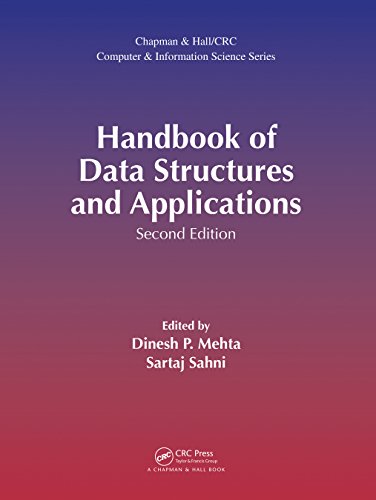 Chapman & Hall/CRC
Computer & Information Science Series
Handbook of
Data Structures
and Applications
Second Edition
Edited by
Dinesh P. Mehta
Sartaj Sahni
CRC
CRC Press
Taylor & Francis Group
A CHAPMAN & HALL BOOK